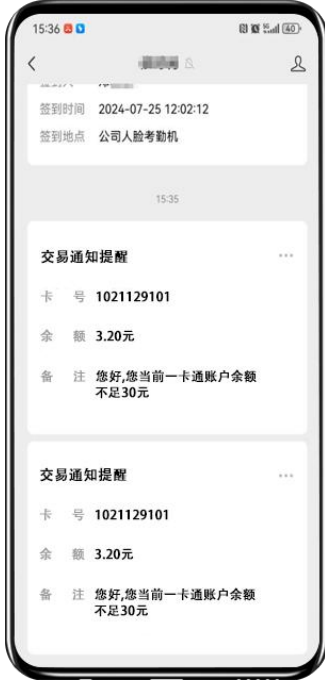 15:36
40
签到时间 2024-07-25 12:02:12
签到地点 公司人脸考勤机
15:35
交易通知提醒
卡 号 1021129101
余 额 3.20元
备 注 您好,您当前一卡通账户余额
不足30元
交易通知提醒
卡 号 1021129101
余 额 3.20元
备 注 您好,您当前一卡通账户余额
不足30元